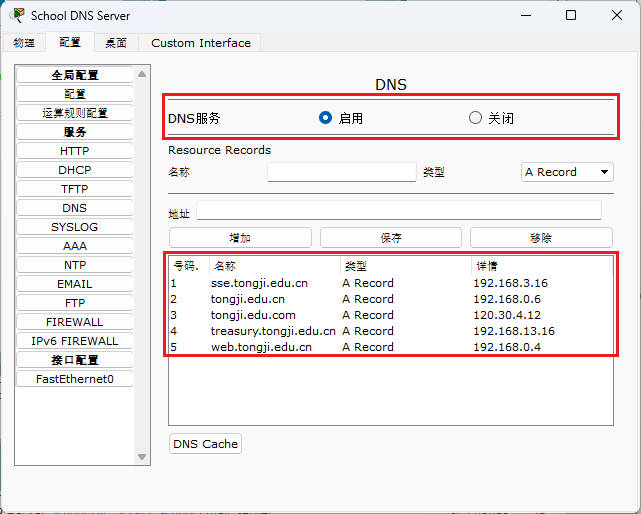 School DNS Server
物理 配置 桌面 Custom Interface
全局配置
配置
运算规则配置
服务
HTTP
DHCP
TFTP
DNS
SYSLOG
AAA
NTP
EMAIL
FTP
FIREWALL
IPv6 FIREWALL
接口配置
FastEthernet0
DNS
DNS服务 启用 关闭
Resource Records
名称 类型 A Record
地址
增加 保存 移除
号码. 名称 类型 详情
1 sse.tongji.edu.cn A Record 192.168.3.16
2 tongji.edu.cn A Record 192.168.0.6
3 tongji.edu.com A Record 120.30.4.12
4 treasury.tongji.edu.cn A Record 192.168.13.16
5 web.tongji.edu.cn A Record 192.168.0.4
DNS Cache